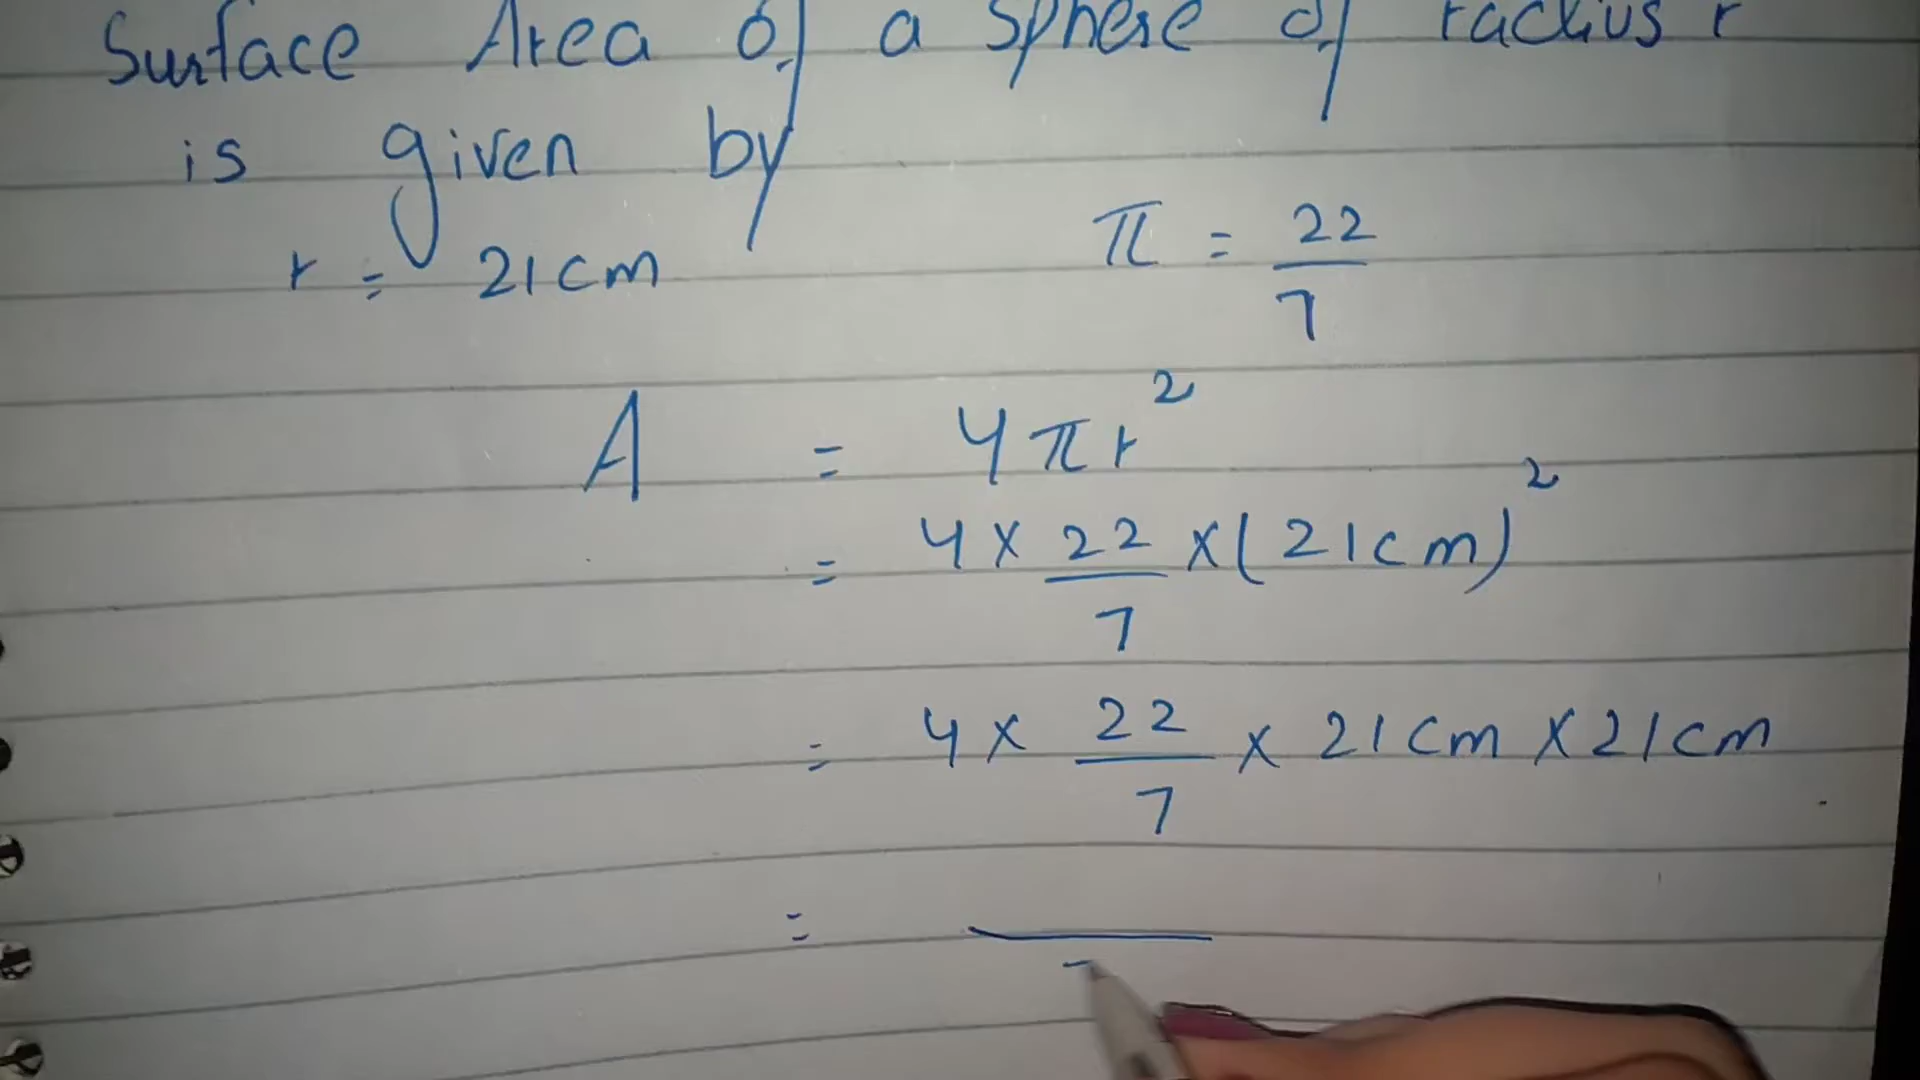 Surface Area of a sphere of radius r
is given by
r = 21cm
π = 22/7
A = 4πr²
= 4 × 22/7 × (21cm)²
= 4 × 22/7 × 21cm × 21cm
=